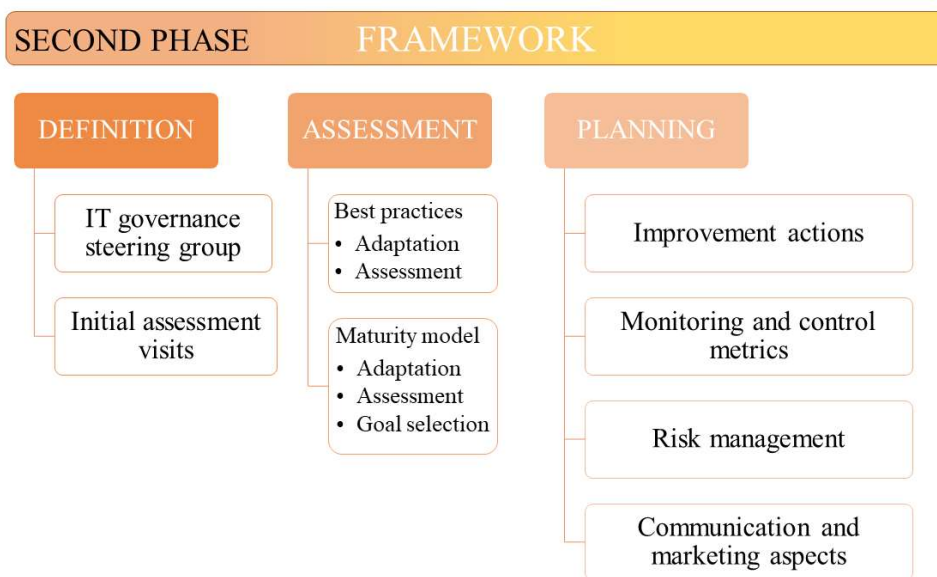 SECOND PHASE FRAMEWORK
DEFINITION
IT governance
steering group
Initial assessment
visits
ASSESSMENT
Best practices
• Adaptation
• Assessment
Maturity model
• Adaptation
• Assessment
• Goal selection
PLANNING
Improvement actions
Monitoring and control
metrics
Risk management
Communication and
marketing aspects